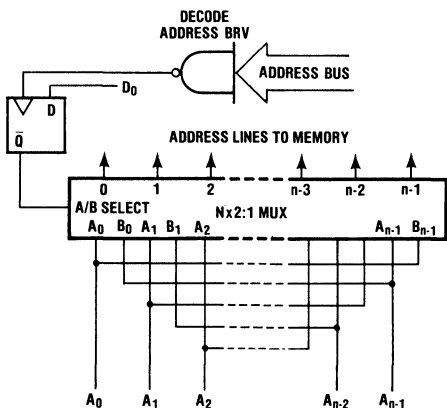 DECODE
ADDRESS BRV
ADDRESS BUS
D
D₀
Q̅
ADDRESS LINES TO MEMORY
0 1 2 n-3 n-2 n-1
A/B SELECT N×2:1 MUX
A₀ B₀ A₁ B₁ A₂ Aₙ₋₁ Bₙ₋₁
A₀ A₁ A₂ Aₙ₋₂ Aₙ₋₁